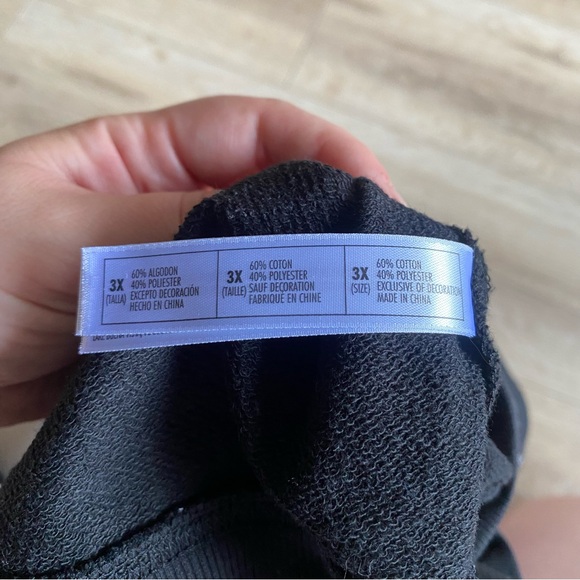 3X
(TALLA)
60% ALGODON
40% POLIESTER
EXCEPTO DECORACIÓN
HECHO EN CHINA
3X
(TAILLE)
60% COTON
40% POLYESTER
SAUF DECORATION
FABRIQUÉ EN CHINE
3X
(SIZE)
60% COTTON
40% POLYESTER
EXCLUSIVE OF DECORATION
MADE IN CHINA